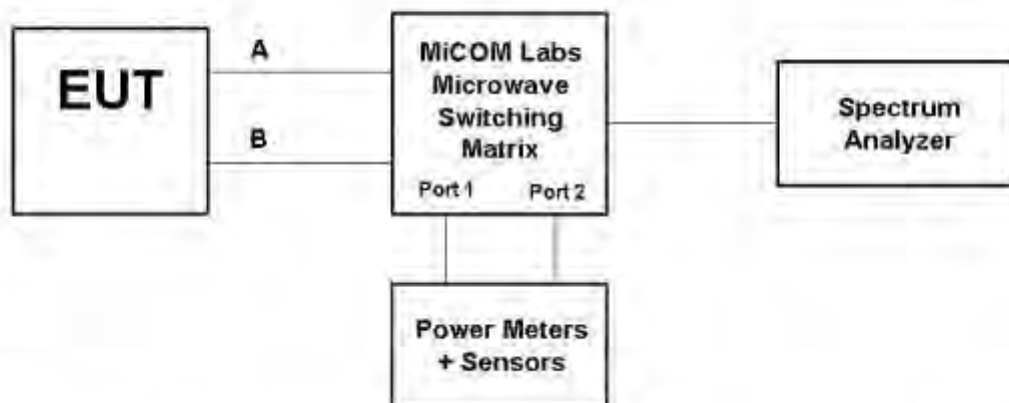 EUT
A
B
MiCOM Labs
Microwave
Switching
Matrix
Port 1 Port 2
Spectrum
Analyzer
Power Meters
+ Sensors